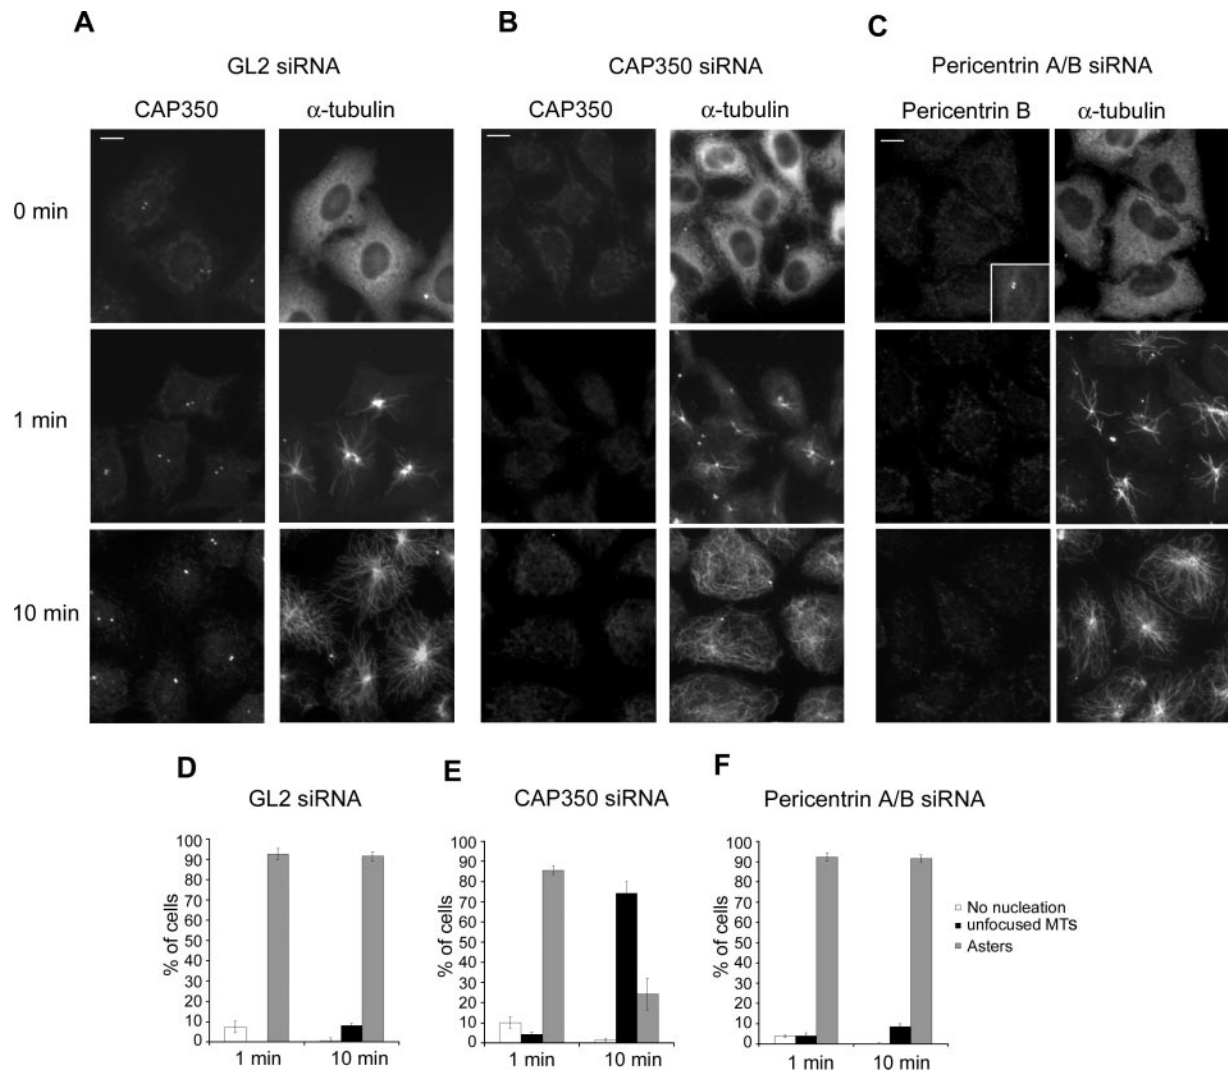 A
B
C
GL2 siRNA
CAP350 siRNA
Pericentrin A/B siRNA
CAP350
α-tubulin
CAP350
α-tubulin
Pericentrin B
α-tubulin
0 min
1 min
10 min
D
E
F
GL2 siRNA
CAP350 siRNA
Pericentrin A/B siRNA
% of cells
100
90
80
70
60
50
40
30
20
10
0
1 min
10 min
% of cells
100
90
80
70
60
50
40
30
20
10
0
1 min
10 min
% of cells
100
90
80
70
60
50
40
30
20
10
0
1 min
10 min
No nucleation
unfocused MTs
Asters